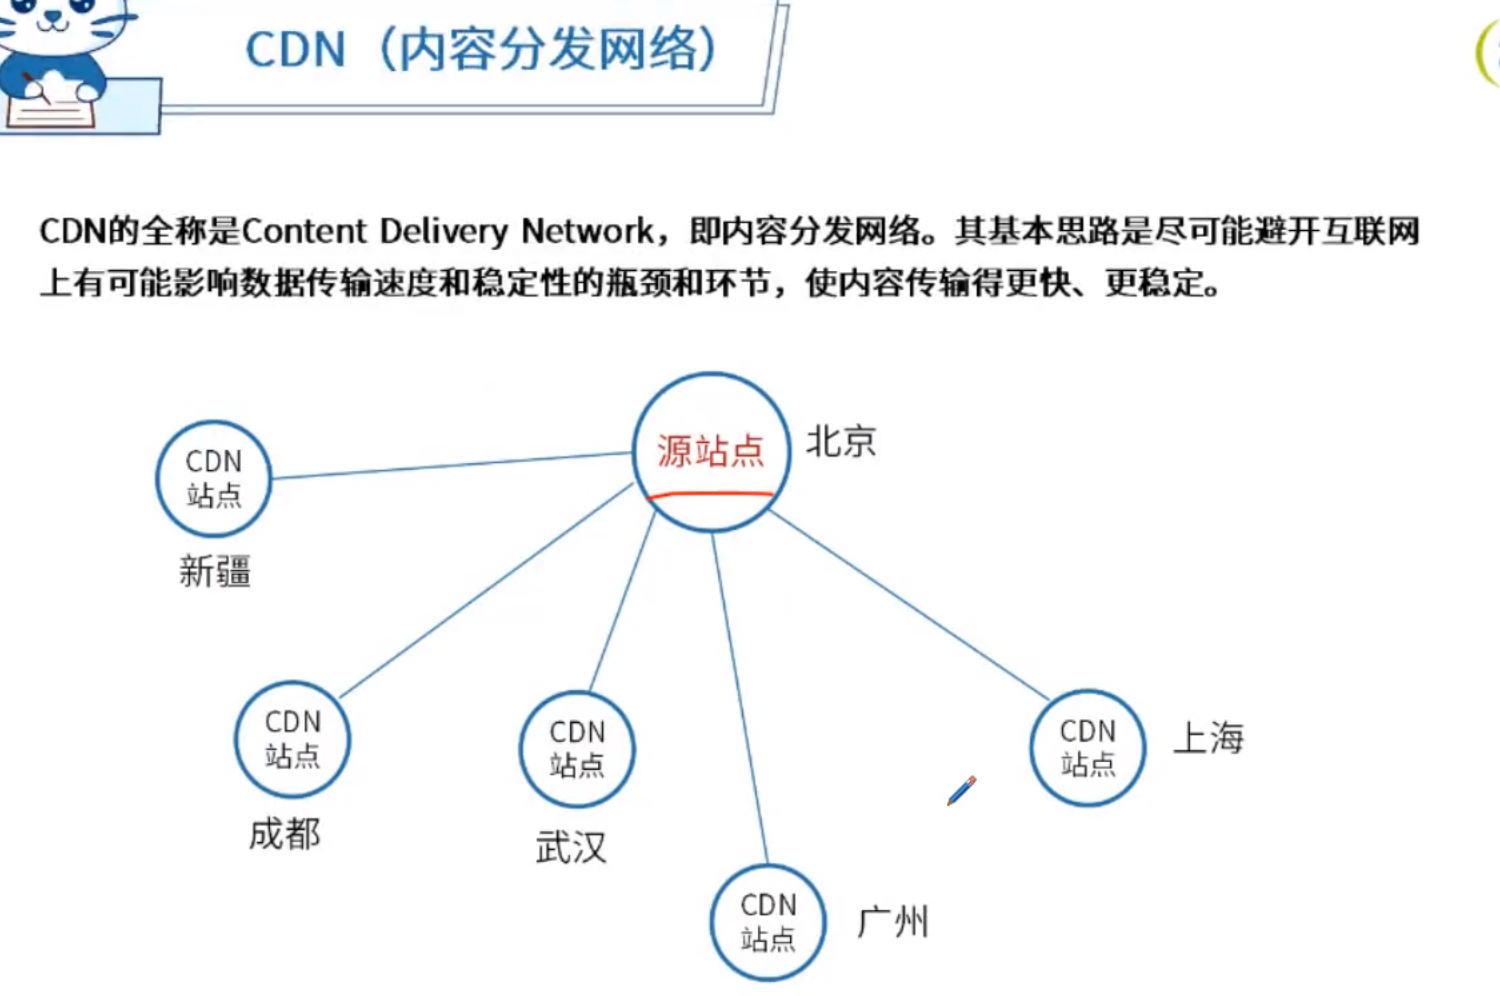 CDN（内容分发网络）
CDN的全称是Content Delivery Network，即内容分发网络。其基本思路是尽可能避开互联网
上有可能影响数据传输速度和稳定性的瓶颈和环节，使内容传输得更快、更稳定。
源站点
北京
CDN
站点
新疆
CDN
站点
成都
CDN
站点
武汉
CDN
站点
上海
CDN
站点
广州